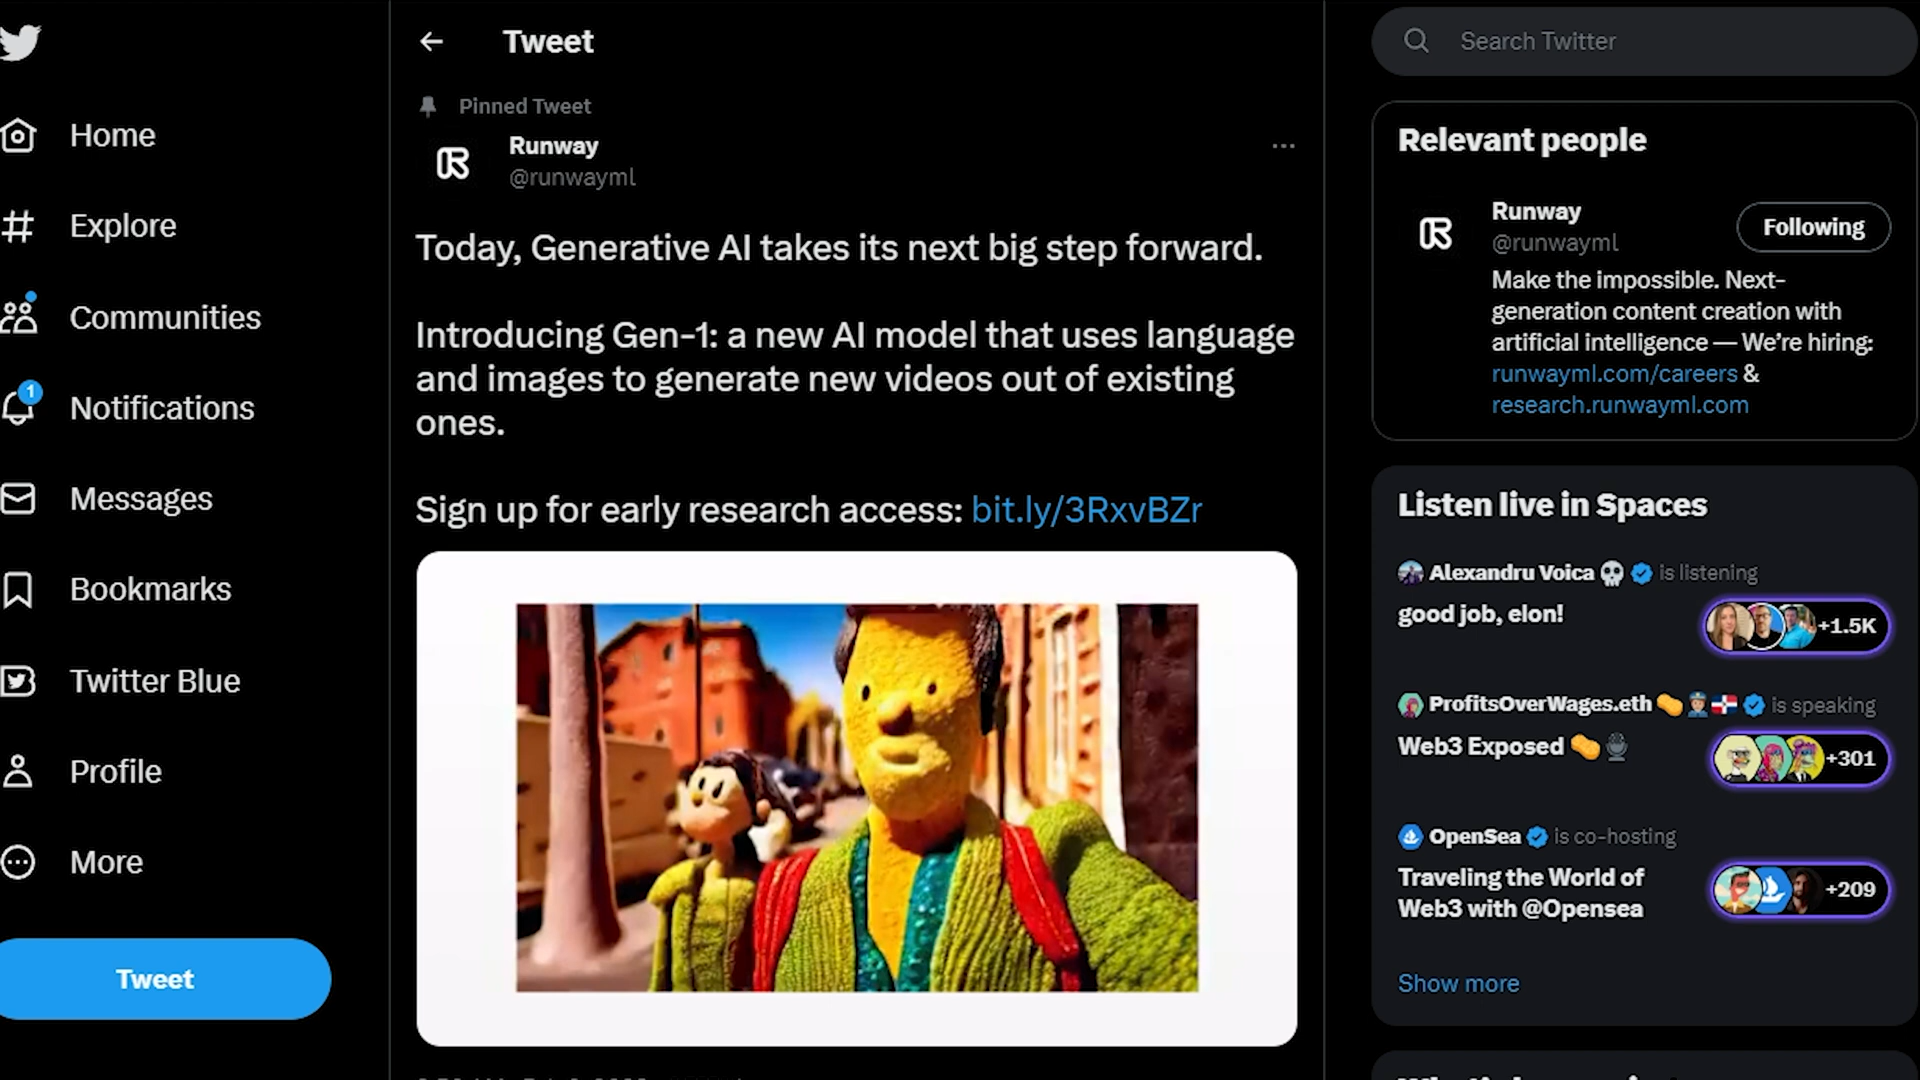 Home
Explore
Communities
1
Notifications
Messages
Bookmarks
Twitter Blue
Profile
More
Tweet
Tweet
Pinned Tweet
Runway
@runwayml
Today, Generative AI takes its next big step forward.
Introducing Gen-1: a new AI model that uses language
and images to generate new videos out of existing
ones.
Sign up for early research access: bit.ly/3RxvBZr
Search Twitter
Relevant people
Runway
@runwayml
Following
Make the impossible. Next-
generation content creation with
artificial intelligence — We’re hiring:
runwayml.com/careers &
research.runwayml.com
Listen live in Spaces
Alexandru Voica is listening
good job, elon!
+1.5K
ProfitsOverWages.eth is speaking
Web3 Exposed
+301
OpenSea is co-hosting
Traveling the World of
Web3 with @Opensea
+209
Show more